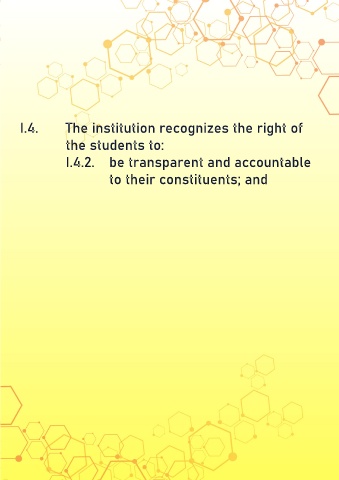 I.4. The institution recognizes the right of
the students to:
I.4.2. be transparent and accountable
to their constituents; and